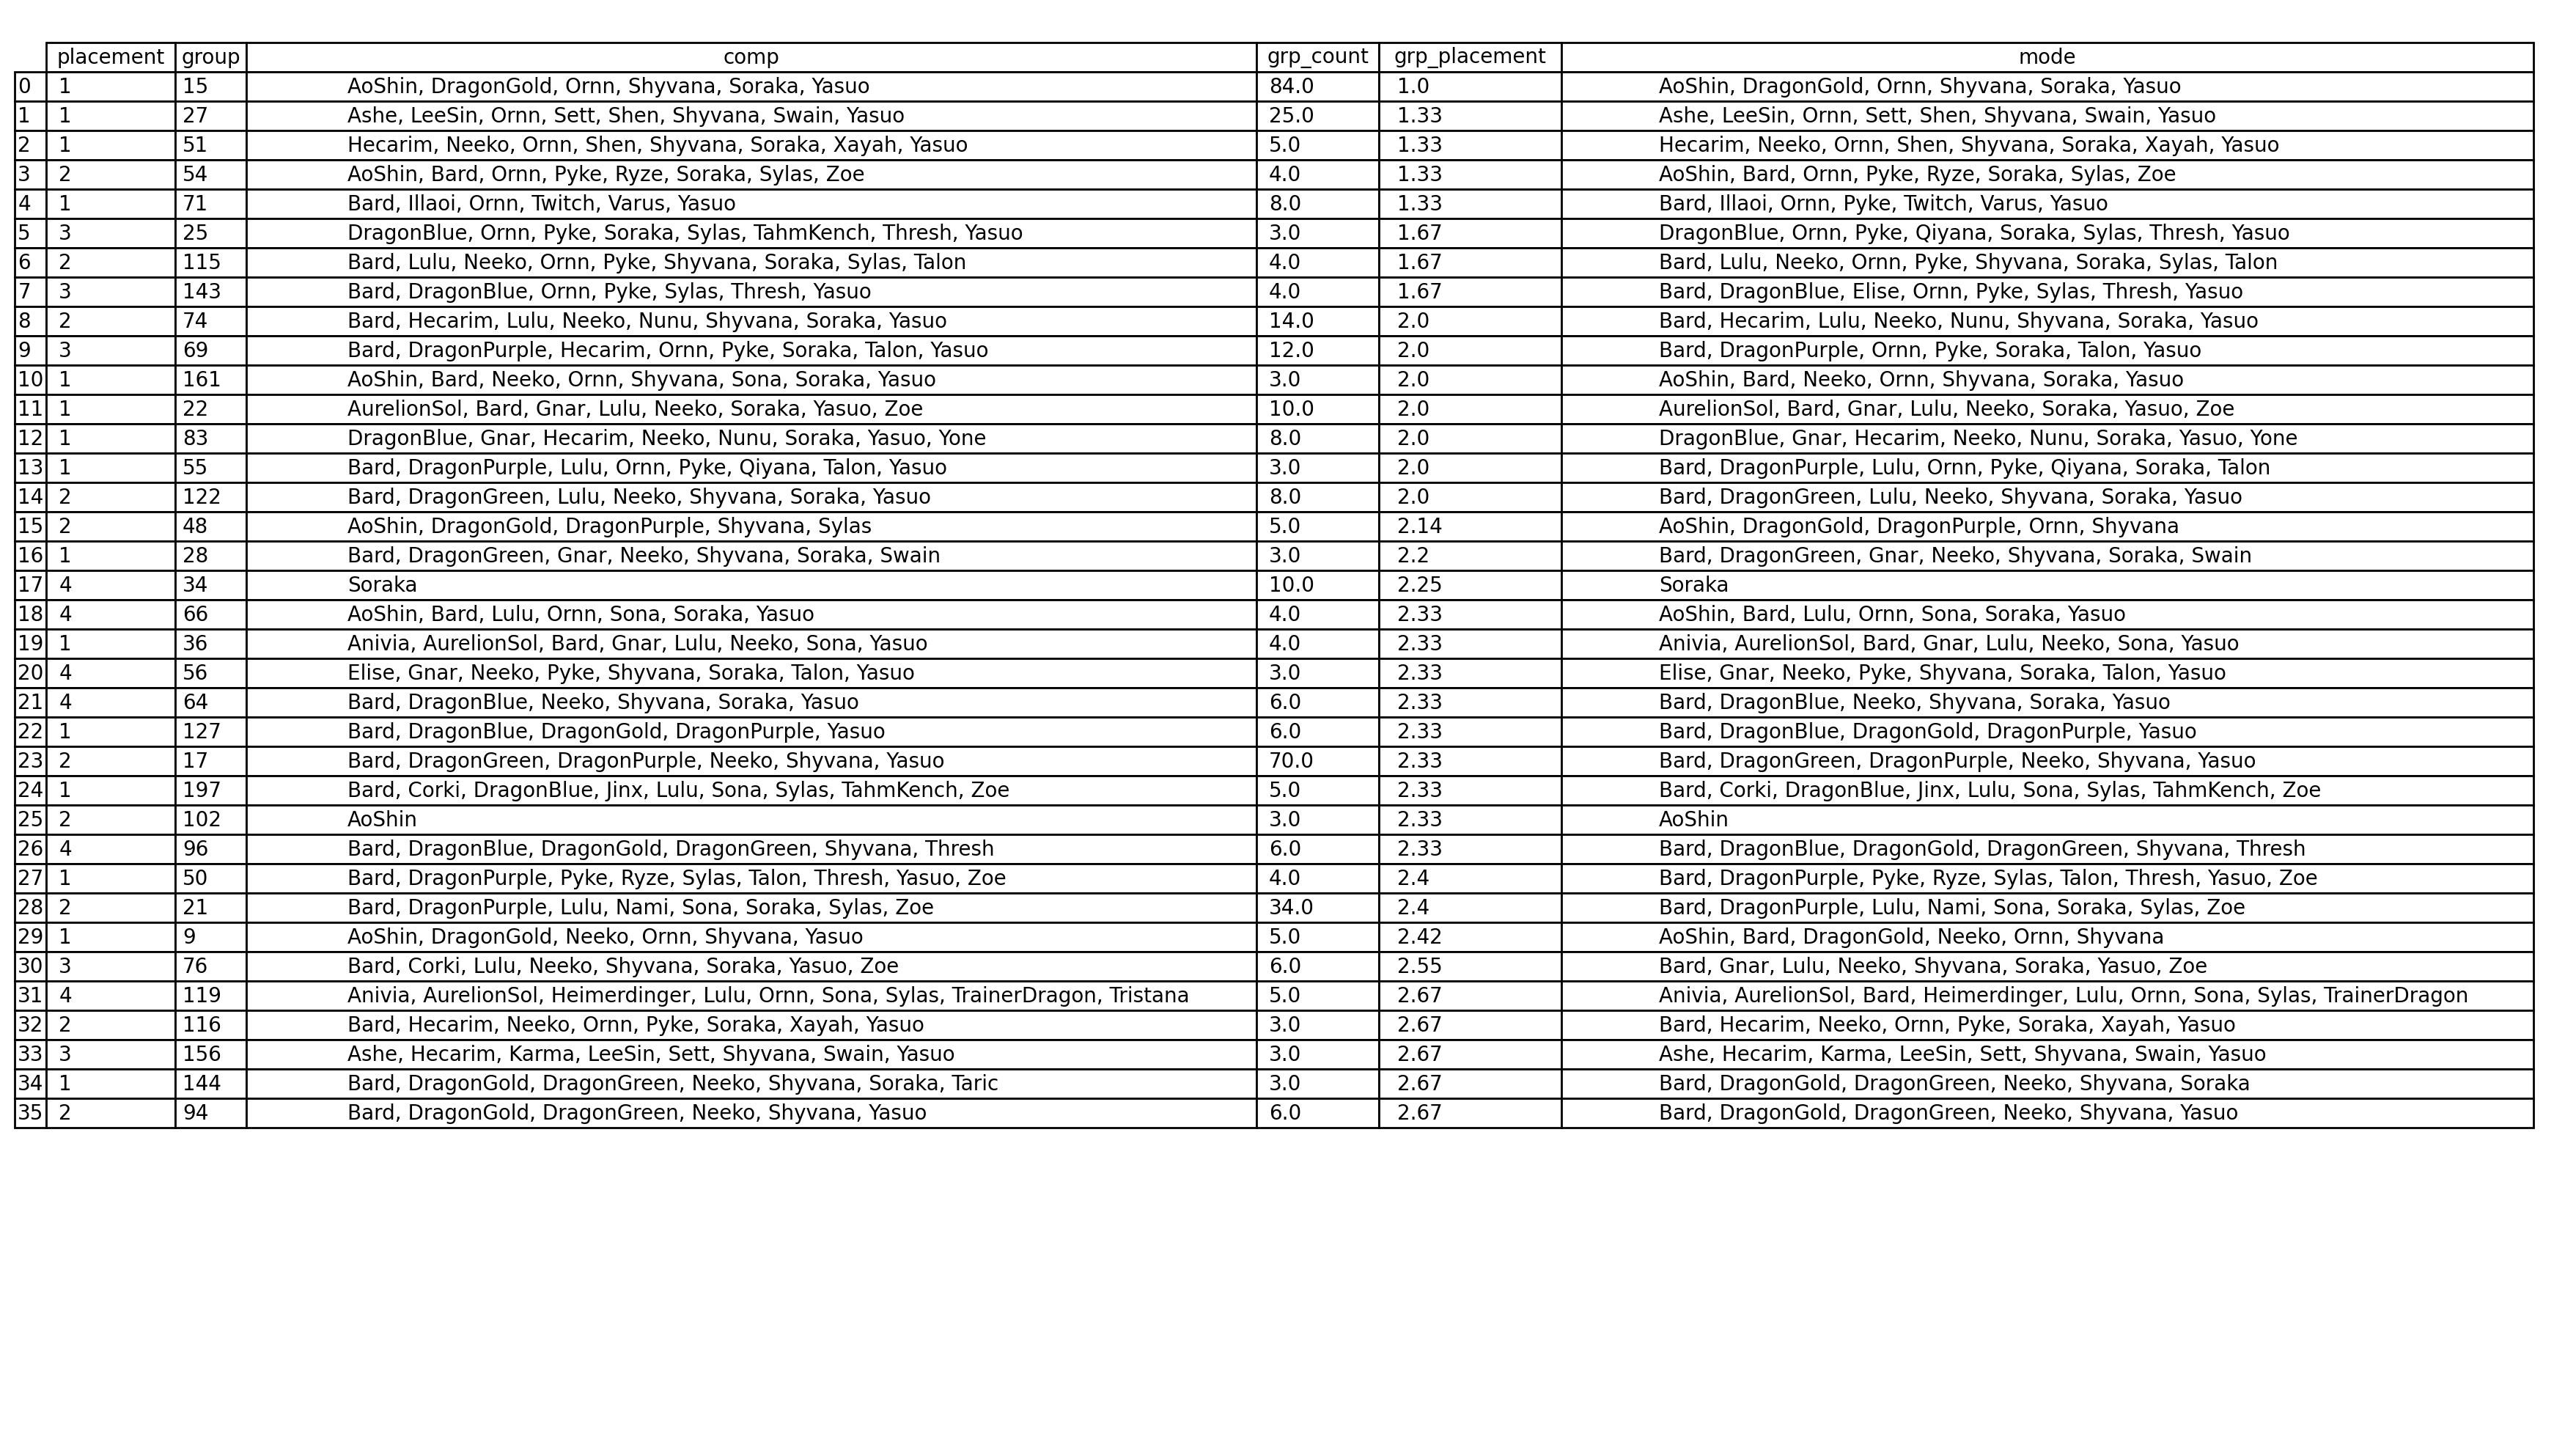 placement group comp grp_count grp_placement mode
0 1 15 AoShin, DragonGold, Ornn, Shyvana, Soraka, Yasuo 84.0 1.0 AoShin, DragonGold, Ornn, Shyvana, Soraka, Yasuo
1 1 27 Ashe, LeeSin, Ornn, Sett, Shen, Shyvana, Swain, Yasuo 25.0 1.33 Ashe, LeeSin, Ornn, Sett, Shen, Shyvana, Swain, Yasuo
2 1 51 Hecarim, Neeko, Ornn, Shen, Shyvana, Soraka, Xayah, Yasuo 5.0 1.33 Hecarim, Neeko, Ornn, Shen, Shyvana, Soraka, Xayah, Yasuo
3 2 54 AoShin, Bard, Ornn, Pyke, Ryze, Soraka, Sylas, Zoe 4.0 1.33 AoShin, Bard, Ornn, Pyke, Ryze, Soraka, Sylas, Zoe
4 1 71 Bard, Illaoi, Ornn, Twitch, Varus, Yasuo 8.0 1.33 Bard, Illaoi, Ornn, Pyke, Twitch, Varus, Yasuo
5 3 25 DragonBlue, Ornn, Pyke, Soraka, Sylas, TahmKench, Thresh, Yasuo 3.0 1.67 DragonBlue, Ornn, Pyke, Qiyana, Soraka, Sylas, Thresh, Yasuo
6 2 115 Bard, Lulu, Neeko, Ornn, Pyke, Shyvana, Soraka, Sylas, Talon 4.0 1.67 Bard, Lulu, Neeko, Ornn, Pyke, Shyvana, Soraka, Sylas, Talon
7 3 143 Bard, DragonBlue, Ornn, Pyke, Sylas, Thresh, Yasuo 4.0 1.67 Bard, DragonBlue, Elise, Ornn, Pyke, Sylas, Thresh, Yasuo
8 2 74 Bard, Hecarim, Lulu, Neeko, Nunu, Shyvana, Soraka, Yasuo 14.0 2.0 Bard, Hecarim, Lulu, Neeko, Nunu, Shyvana, Soraka, Yasuo
9 3 69 Bard, DragonPurple, Hecarim, Ornn, Pyke, Soraka, Talon, Yasuo 12.0 2.0 Bard, DragonPurple, Ornn, Pyke, Soraka, Talon, Yasuo
10 1 161 AoShin, Bard, Neeko, Ornn, Shyvana, Sona, Soraka, Yasuo 3.0 2.0 AoShin, Bard, Neeko, Ornn, Shyvana, Soraka, Yasuo
11 1 22 AurelionSol, Bard, Gnar, Lulu, Neeko, Soraka, Yasuo, Zoe 10.0 2.0 AurelionSol, Bard, Gnar, Lulu, Neeko, Soraka, Yasuo, Zoe
12 1 83 DragonBlue, Gnar, Hecarim, Neeko, Nunu, Soraka, Yasuo, Yone 8.0 2.0 DragonBlue, Gnar, Hecarim, Neeko, Nunu, Soraka, Yasuo, Yone
13 1 55 Bard, DragonPurple, Lulu, Ornn, Pyke, Qiyana, Talon, Yasuo 3.0 2.0 Bard, DragonPurple, Lulu, Ornn, Pyke, Qiyana, Soraka, Talon
14 2 122 Bard, DragonGreen, Lulu, Neeko, Shyvana, Soraka, Yasuo 8.0 2.0 Bard, DragonGreen, Lulu, Neeko, Shyvana, Soraka, Yasuo
15 2 48 AoShin, DragonGold, DragonPurple, Shyvana, Sylas 5.0 2.14 AoShin, DragonGold, DragonPurple, Ornn, Shyvana
16 1 28 Bard, DragonGreen, Gnar, Neeko, Shyvana, Soraka, Swain 3.0 2.2 Bard, DragonGreen, Gnar, Neeko, Shyvana, Soraka, Swain
17 4 34 Soraka 10.0 2.25 Soraka
18 4 66 AoShin, Bard, Lulu, Ornn, Sona, Soraka, Yasuo 4.0 2.33 AoShin, Bard, Lulu, Ornn, Sona, Soraka, Yasuo
19 1 36 Anivia, AurelionSol, Bard, Gnar, Lulu, Neeko, Sona, Yasuo 4.0 2.33 Anivia, AurelionSol, Bard, Gnar, Lulu, Neeko, Sona, Yasuo
20 4 56 Elise, Gnar, Neeko, Pyke, Shyvana, Soraka, Talon, Yasuo 3.0 2.33 Elise, Gnar, Neeko, Pyke, Shyvana, Soraka, Talon, Yasuo
21 4 64 Bard, DragonBlue, Neeko, Shyvana, Soraka, Yasuo 6.0 2.33 Bard, DragonBlue, Neeko, Shyvana, Soraka, Yasuo
22 1 127 Bard, DragonBlue, DragonGold, DragonPurple, Yasuo 6.0 2.33 Bard, DragonBlue, DragonGold, DragonPurple, Yasuo
23 2 17 Bard, DragonGreen, DragonPurple, Neeko, Shyvana, Yasuo 70.0 2.33 Bard, DragonGreen, DragonPurple, Neeko, Shyvana, Yasuo
24 1 197 Bard, Corki, DragonBlue, Jinx, Lulu, Sona, Sylas, TahmKench, Zoe 5.0 2.33 Bard, Corki, DragonBlue, Jinx, Lulu, Sona, Sylas, TahmKench, Zoe
25 2 102 AoShin 3.0 2.33 AoShin
26 4 96 Bard, DragonBlue, DragonGold, DragonGreen, Shyvana, Thresh 6.0 2.33 Bard, DragonBlue, DragonGold, DragonGreen, Shyvana, Thresh
27 1 50 Bard, DragonPurple, Pyke, Ryze, Sylas, Talon, Thresh, Yasuo, Zoe 4.0 2.4 Bard, DragonPurple, Pyke, Ryze, Sylas, Talon, Thresh, Yasuo, Zoe
28 2 21 Bard, DragonPurple, Lulu, Nami, Sona, Soraka, Sylas, Zoe 34.0 2.4 Bard, DragonPurple, Lulu, Nami, Sona, Soraka, Sylas, Zoe
29 1 9 AoShin, DragonGold, Neeko, Ornn, Shyvana, Yasuo 5.0 2.42 AoShin, Bard, DragonGold, Neeko, Ornn, Shyvana
30 3 76 Bard, Corki, Lulu, Neeko, Shyvana, Soraka, Yasuo, Zoe 6.0 2.55 Bard, Gnar, Lulu, Neeko, Shyvana, Soraka, Yasuo, Zoe
31 4 119 Anivia, AurelionSol, Heimerdinger, Lulu, Ornn, Sona, Sylas, TrainerDragon, Tristana 5.0 2.67 Anivia, AurelionSol, Bard, Heimerdinger, Lulu, Ornn, Sona, Sylas, TrainerDragon
32 2 116 Bard, Hecarim, Neeko, Ornn, Pyke, Soraka, Xayah, Yasuo 3.0 2.67 Bard, Hecarim, Neeko, Ornn, Pyke, Soraka, Xayah, Yasuo
33 3 156 Ashe, Hecarim, Karma, LeeSin, Sett, Shyvana, Swain, Yasuo 3.0 2.67 Ashe, Hecarim, Karma, LeeSin, Sett, Shyvana, Swain, Yasuo
34 1 144 Bard, DragonGold, DragonGreen, Neeko, Shyvana, Soraka, Taric 3.0 2.67 Bard, DragonGold, DragonGreen, Neeko, Shyvana, Soraka
35 2 94 Bard, DragonGold, DragonGreen, Neeko, Shyvana, Yasuo 6.0 2.67 Bard, DragonGold, DragonGreen, Neeko, Shyvana, Yasuo